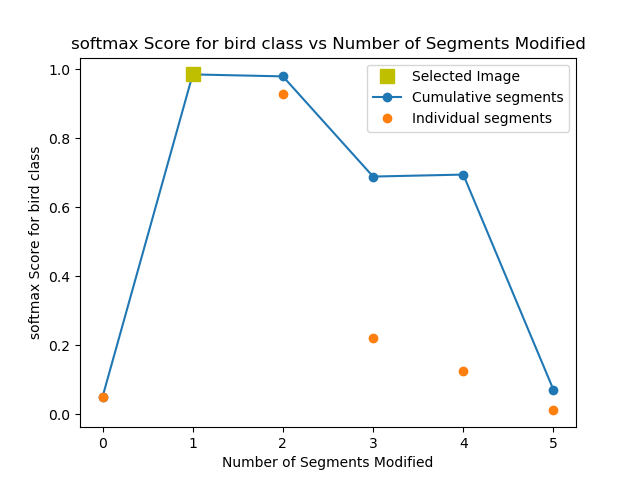 softmax Score for bird class vs Number of Segments Modified
1.0
0.8
0.6
0.4
0.2
0.0
softmax Score for bird class
Selected Image
Cumulative segments
Individual segments
0 1 2 3 4 5
Number of Segments Modified